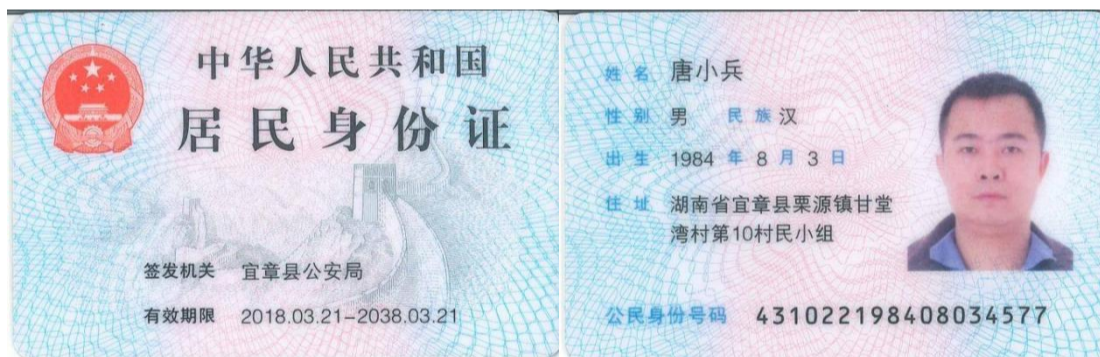 中华人民共和国
居民身份证
签发机关 宜章县公安局
有效期限 2018.03.21-2038.03.21
姓名 唐小兵
性别 男 民族 汉
出生 1984 年 8 月 3 日
住址 湖南省宜章县栗源镇甘堂
湾村第10村民小组
公民身份号码 431022198408034577